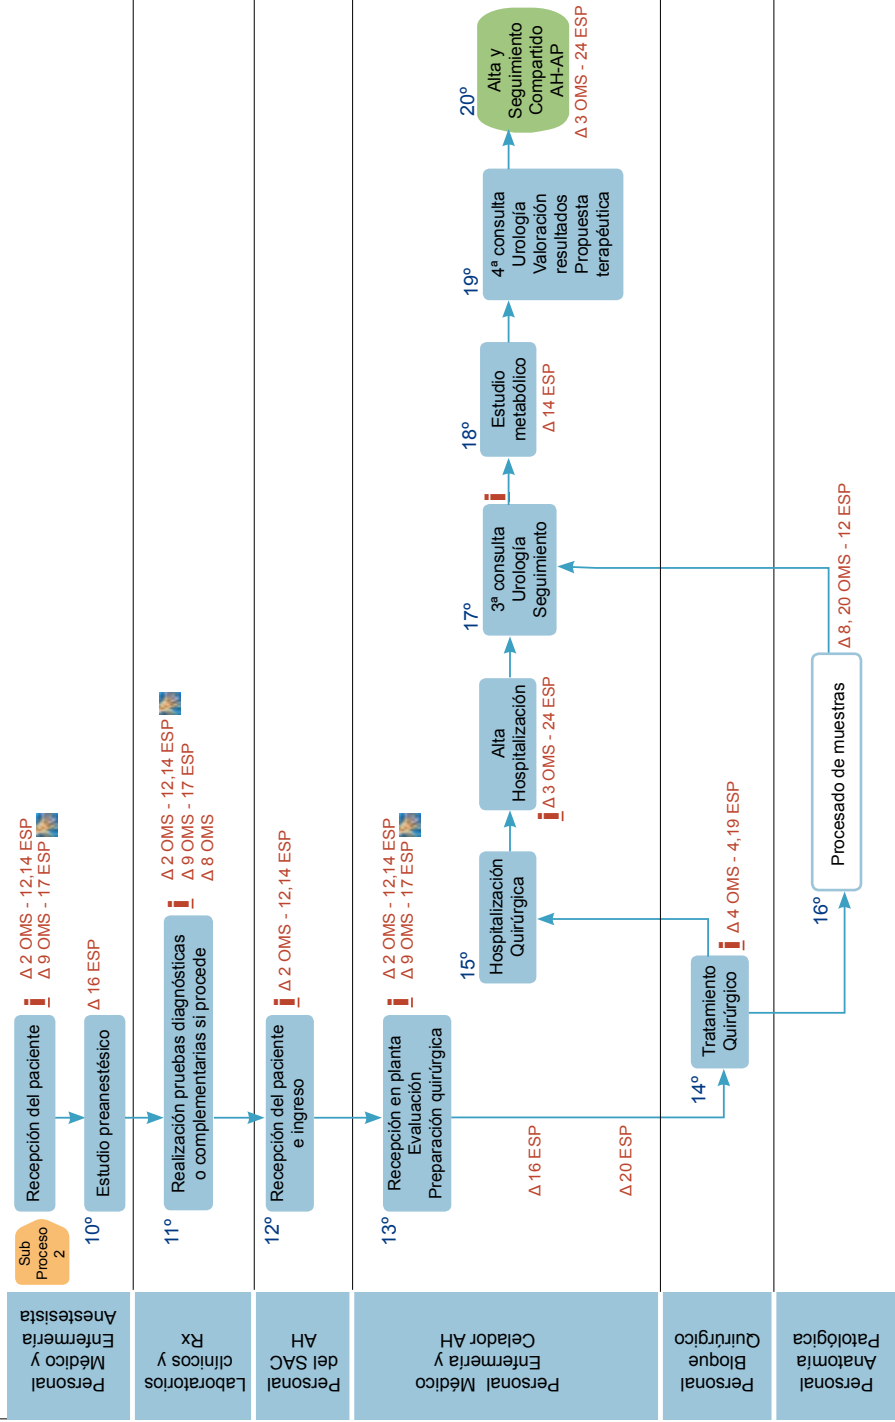 Personal
Médico y
Enfermería
Anestesista
Sub
Proceso
2
Recepción del paciente
Δ 2 OMS - 12,14 ESP
Δ 9 OMS - 17 ESP
10º
Estudio preanestésico
Δ 16 ESP
Laboratorios
clínicos y
Rx
11º
Realización pruebas diagnósticas
o complementarias si procede
Δ 2 OMS - 12,14 ESP
Δ 9 OMS - 17 ESP
Δ 8 OMS
Personal
del SAC
AH
12º
Recepción del paciente
e ingreso
Δ 2 OMS - 12,14 ESP
Personal Médico
y Enfermería
Celador AH
13º
Recepción en planta
Evaluación
Preparación quirúrgica
Δ 2 OMS - 12,14 ESP
Δ 9 OMS - 17 ESP
Δ 16 ESP
Δ 20 ESP
15º
Hospitalización
Quirúrgica
Alta
Hospitalización
Δ 3 OMS - 24 ESP
17º
3ª consulta
Urología
Seguimiento
18º
Estudio
metabólico
Δ 14 ESP
19º
4ª consulta
Urología
Valoración
resultados
Propuesta
terapéutica
20º
Alta y
Seguimiento
Compartido
AH-AP
Δ 3 OMS - 24 ESP
Personal
Bloque
Quirúrgico
14º
Tratamiento
Quirúrgico
Δ 4 OMS - 4,19 ESP
Personal
Anatomía
Patológica
16º
Procesado de muestras
Δ 8, 20 OMS - 12 ESP